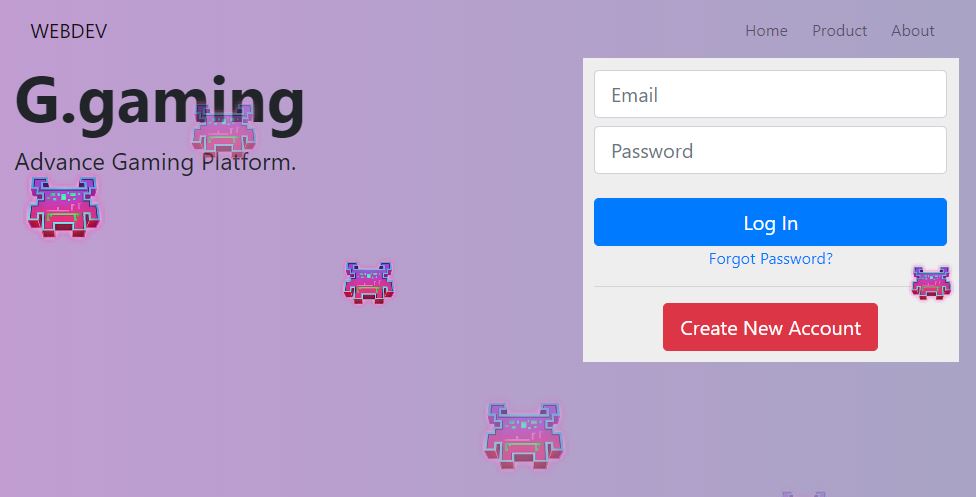 WEBDEV
Home Product About
G.gaming
Advance Gaming Platform.
Email
Password
Log In
Forgot Password?
Create New Account